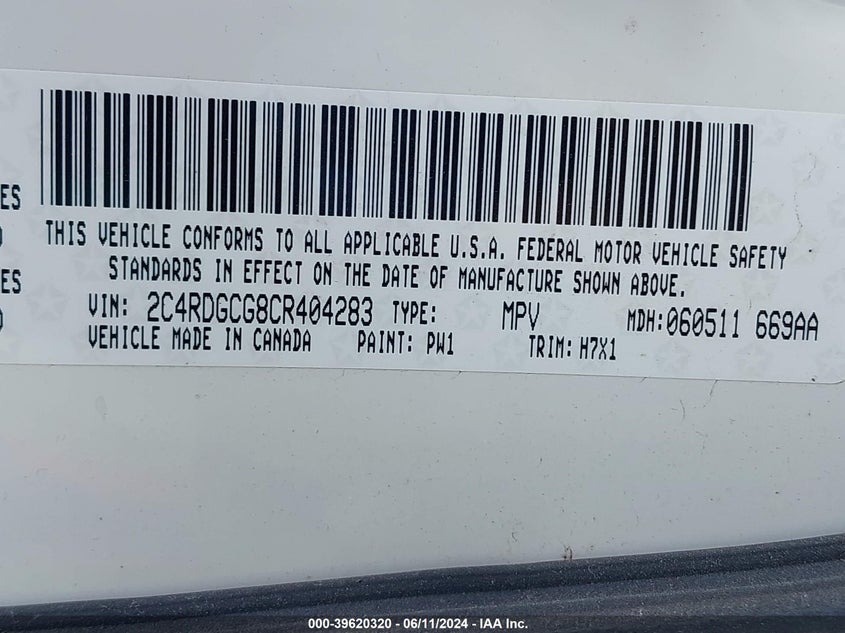 ES
THIS VEHICLE CONFORMS TO ALL APPLICABLE U.S.A. FEDERAL MOTOR VEHICLE SAFETY
STANDARDS IN EFFECT ON THE DATE OF MANUFACTURE SHOWN ABOVE.
ES
VIN: 2C4RDGCG8CR404283 TYPE: MPV MDH:060511 669AA
VEHICLE MADE IN CANADA PAINT: PW1 TRIM: H7X1
000-39620320 - 06/11/2024 - IAA Inc.